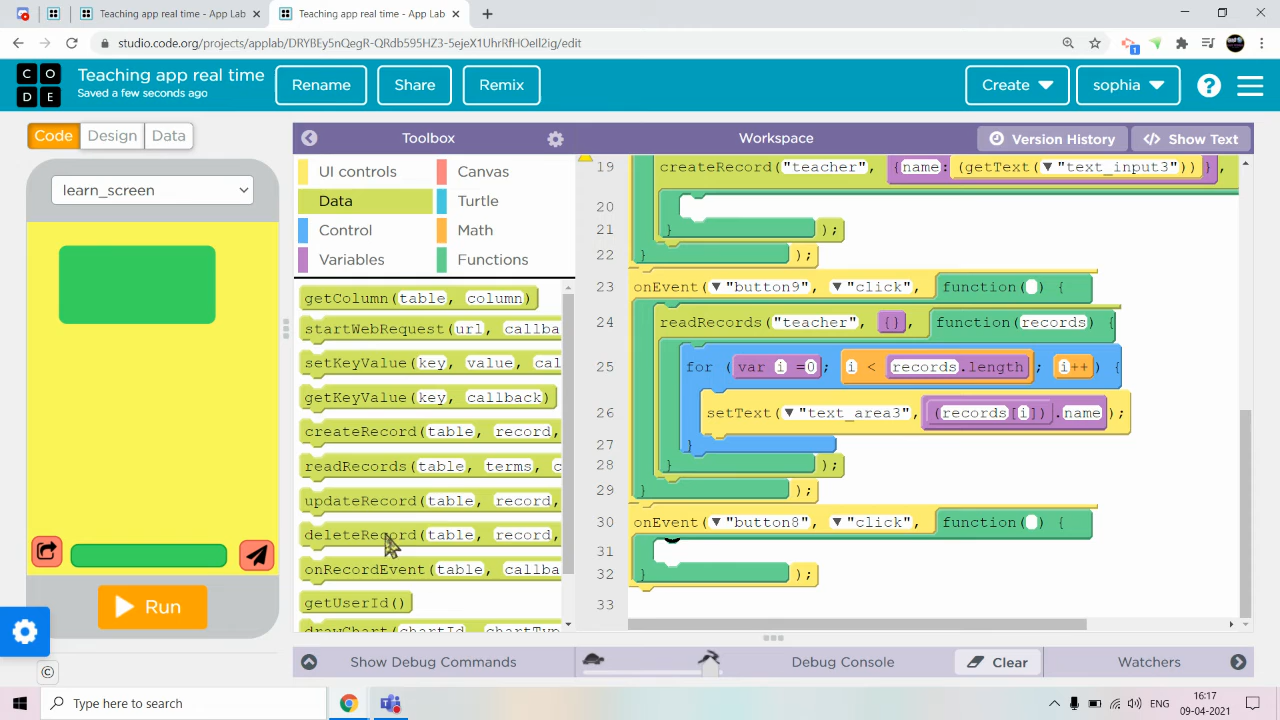 Teaching app real time - App Lab
Teaching app real time - App Lab
studio.code.org/projects/applab/DRYBEy5nQegR-QRdb595HZ3-5ejeX1UhrRfHOeIl2ig/edit
1
C O
D E
Teaching app real time
Saved a few seconds ago
Rename
Share
Remix
Create
sophia
?
Code
Design
Data
Toolbox
Workspace
Version History
</> Show Text
learn_screen
UI controls
Canvas
Data
Turtle
Control
Math
Variables
Functions
getColumn(table, column)
startWebRequest(url, callba
setKeyValue(key, value, cal
getKeyValue(key, callback)
createRecord(table, record,
readRecords(table, terms, c
updateRecord(table, record,
deleteRecord(table, record,
onRecordEvent(table, callba
getUserId()
drawChart(chartId, chartType
19 createRecord("teacher", {name:(getText("text_input3"))},
20
21 } );
22 } );
23 onEvent("button9", "click", function( ) {
24 readRecords("teacher", {}, function(records) {
25 for (var i =0; i < records.length; i++) {
26 setText("text_area3", (records[i]).name);
27 }
28 } );
29 } );
30 onEvent("button8", "click", function( ) {
31
32 } );
33
Run
Show Debug Commands
Debug Console
Clear
Watchers
©
Type here to search
ENG
16:17
09-04-2021